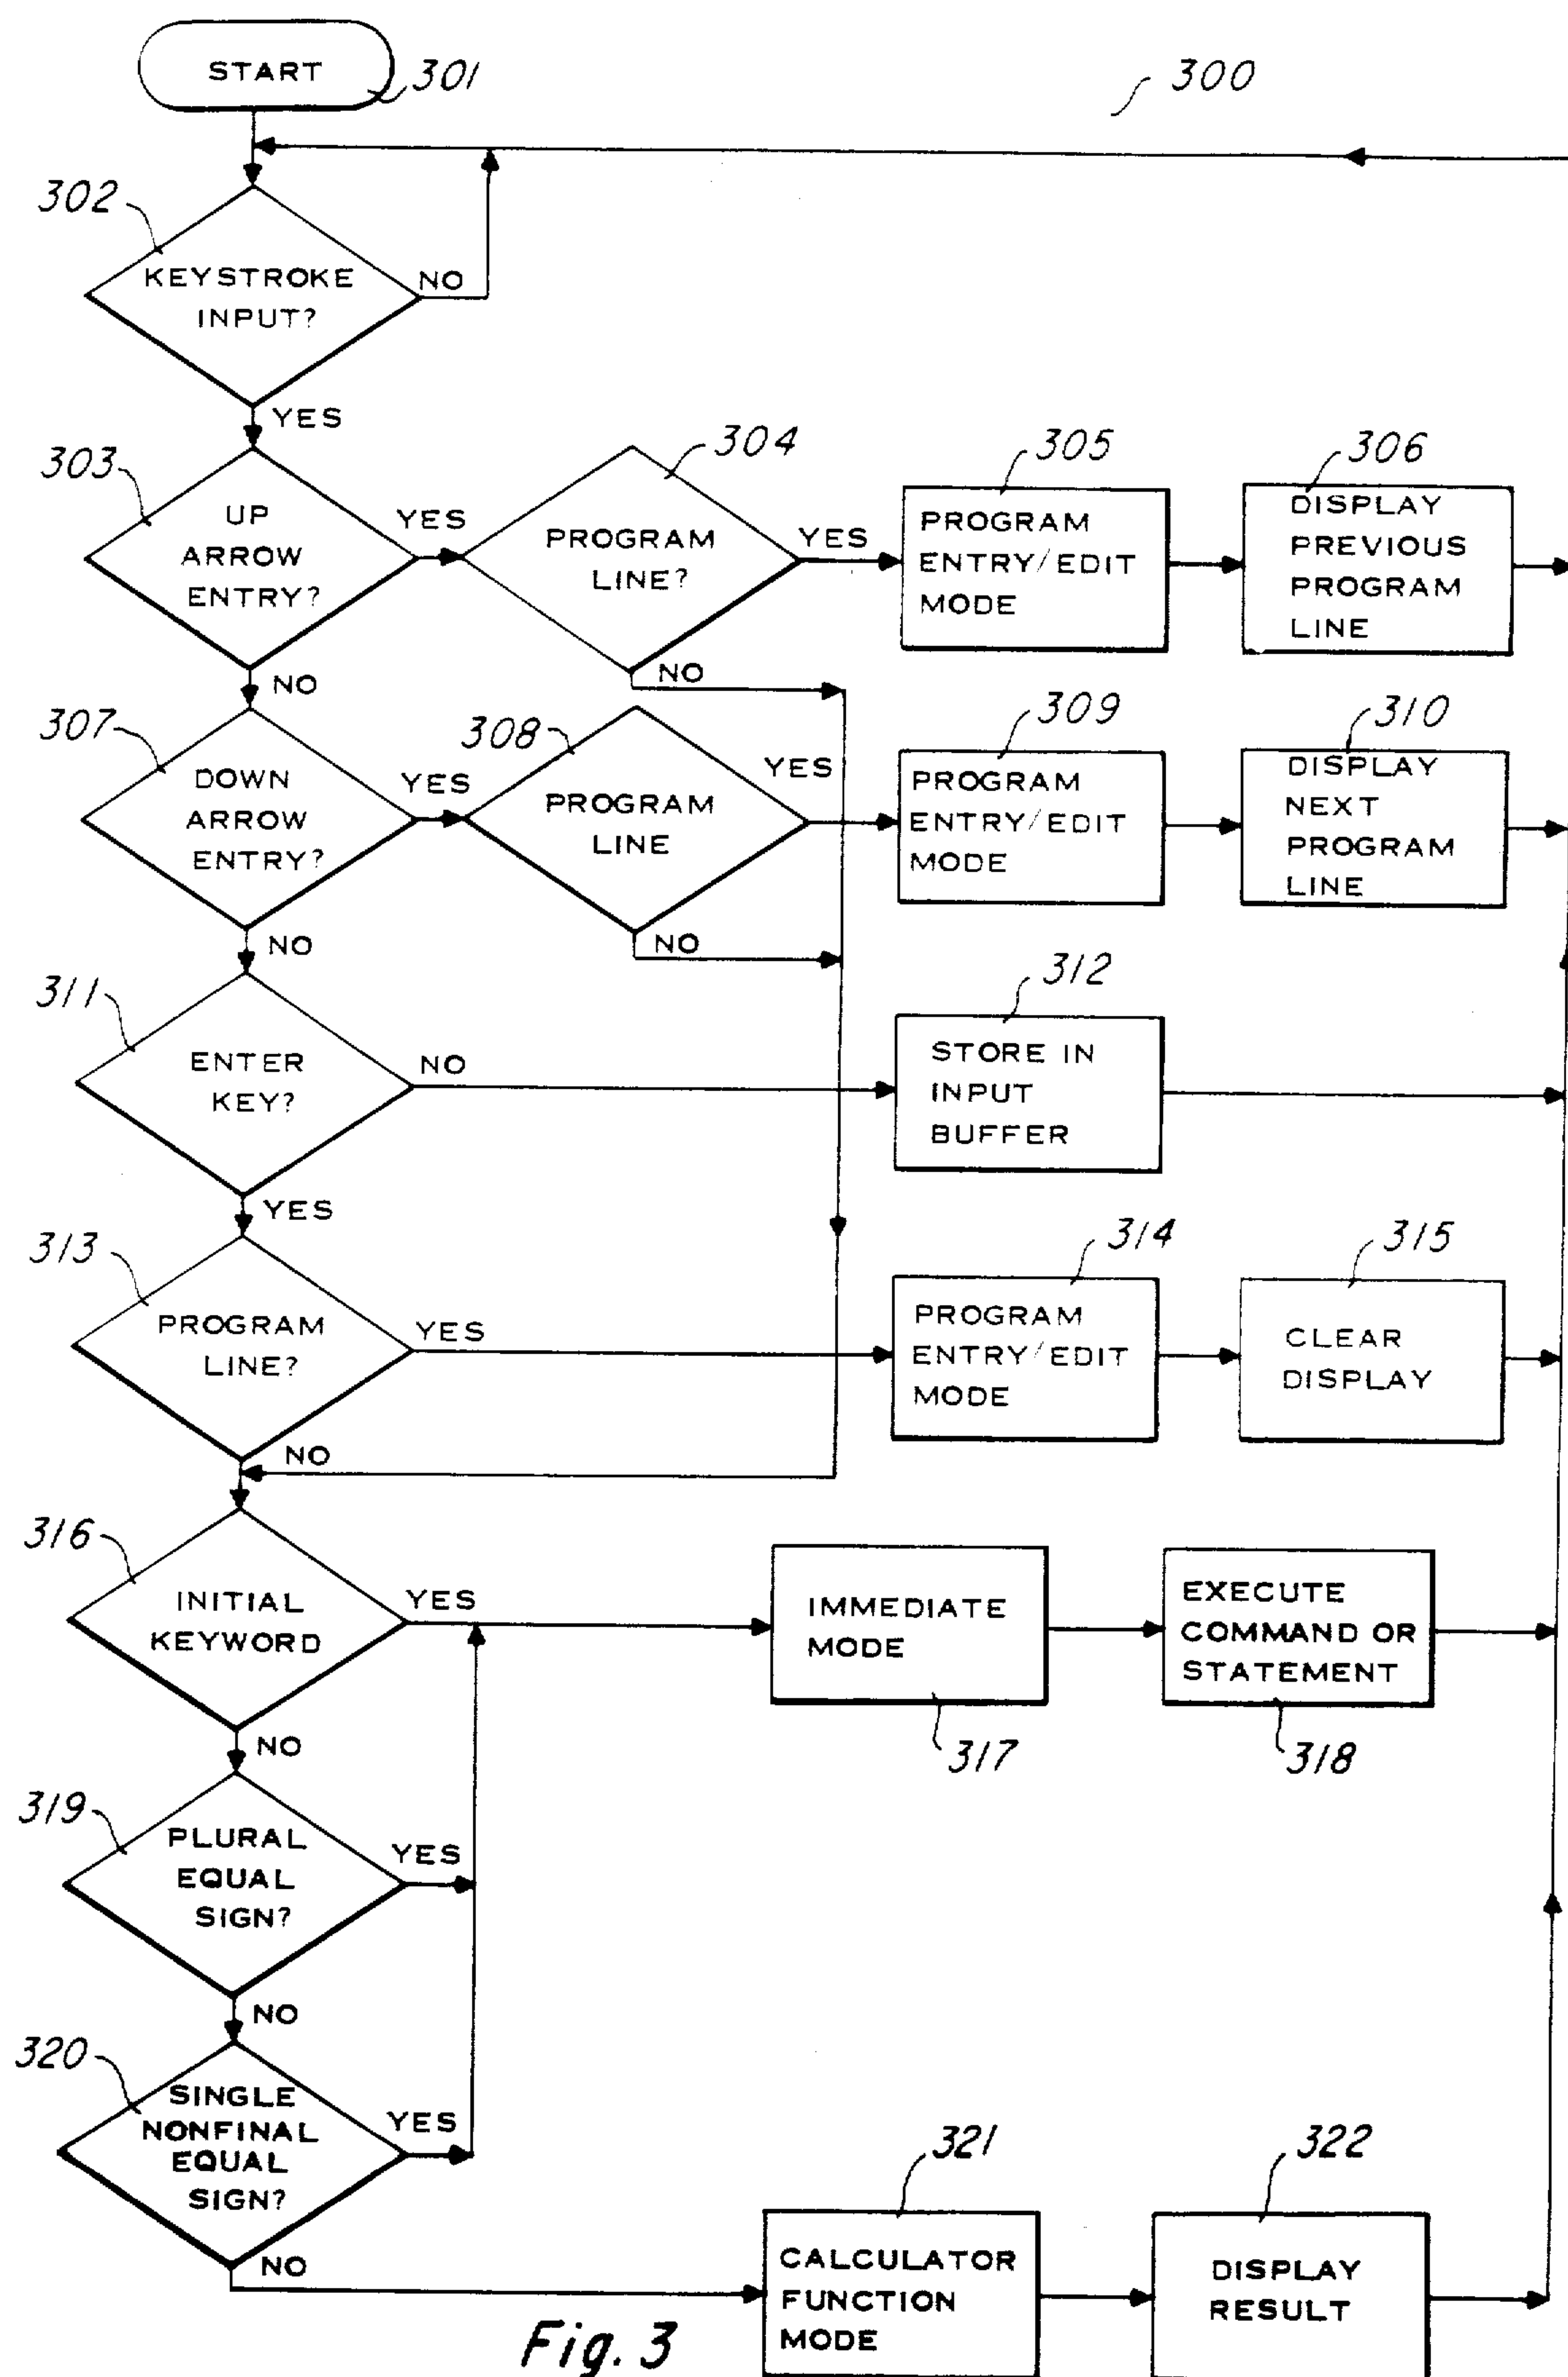 START
301
300
302
KEYSTROKE
INPUT?
NO
YES
303
UP
ARROW
ENTRY?
YES
304
PROGRAM
LINE?
YES
305
PROGRAM
ENTRY/EDIT
MODE
306
DISPLAY
PREVIOUS
PROGRAM
LINE
NO
NO
307
DOWN
ARROW
ENTRY?
YES
308
PROGRAM
LINE
YES
309
PROGRAM
ENTRY/EDIT
MODE
310
DISPLAY
NEXT
PROGRAM
LINE
NO
NO
311
ENTER
KEY?
NO
312
STORE IN
INPUT
BUFFER
YES
313
PROGRAM
LINE?
YES
314
PROGRAM
ENTRY/EDIT
MODE
315
CLEAR
DISPLAY
NO
316
INITIAL
KEYWORD
YES
IMMEDIATE
MODE
317
EXECUTE
COMMAND OR
STATEMENT
318
NO
319
PLURAL
EQUAL
SIGN?
YES
NO
320
SINGLE
NONFINAL
EQUAL
SIGN?
YES
NO
321
CALCULATOR
FUNCTION
MODE
322
DISPLAY
RESULT
Fig. 3